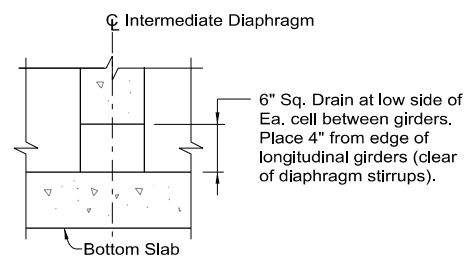 ℄ Intermediate Diaphragm
6" Sq. Drain at low side of
Ea. cell between girders.
Place 4" from edge of
longitudinal girders (clear
of diaphragm stirrups).
Bottom Slab